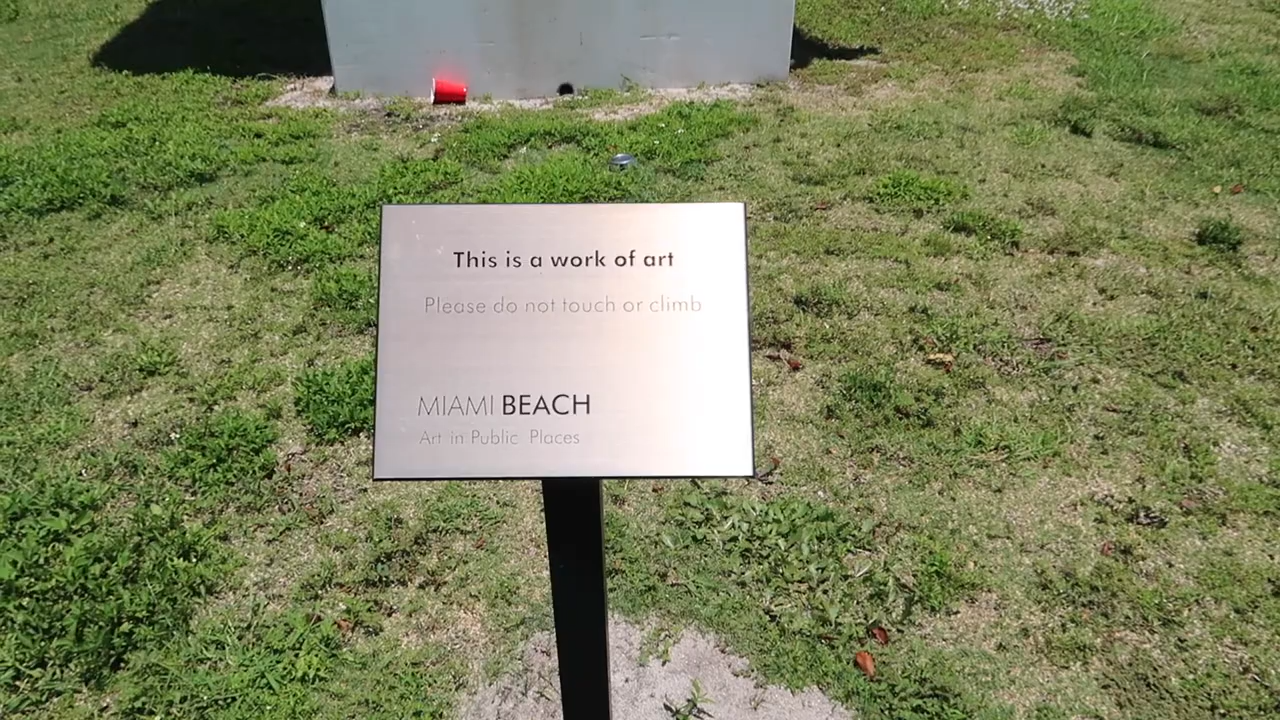 This is a work of art
Please do not touch or climb
MIAMI BEACH
Art in Public Places